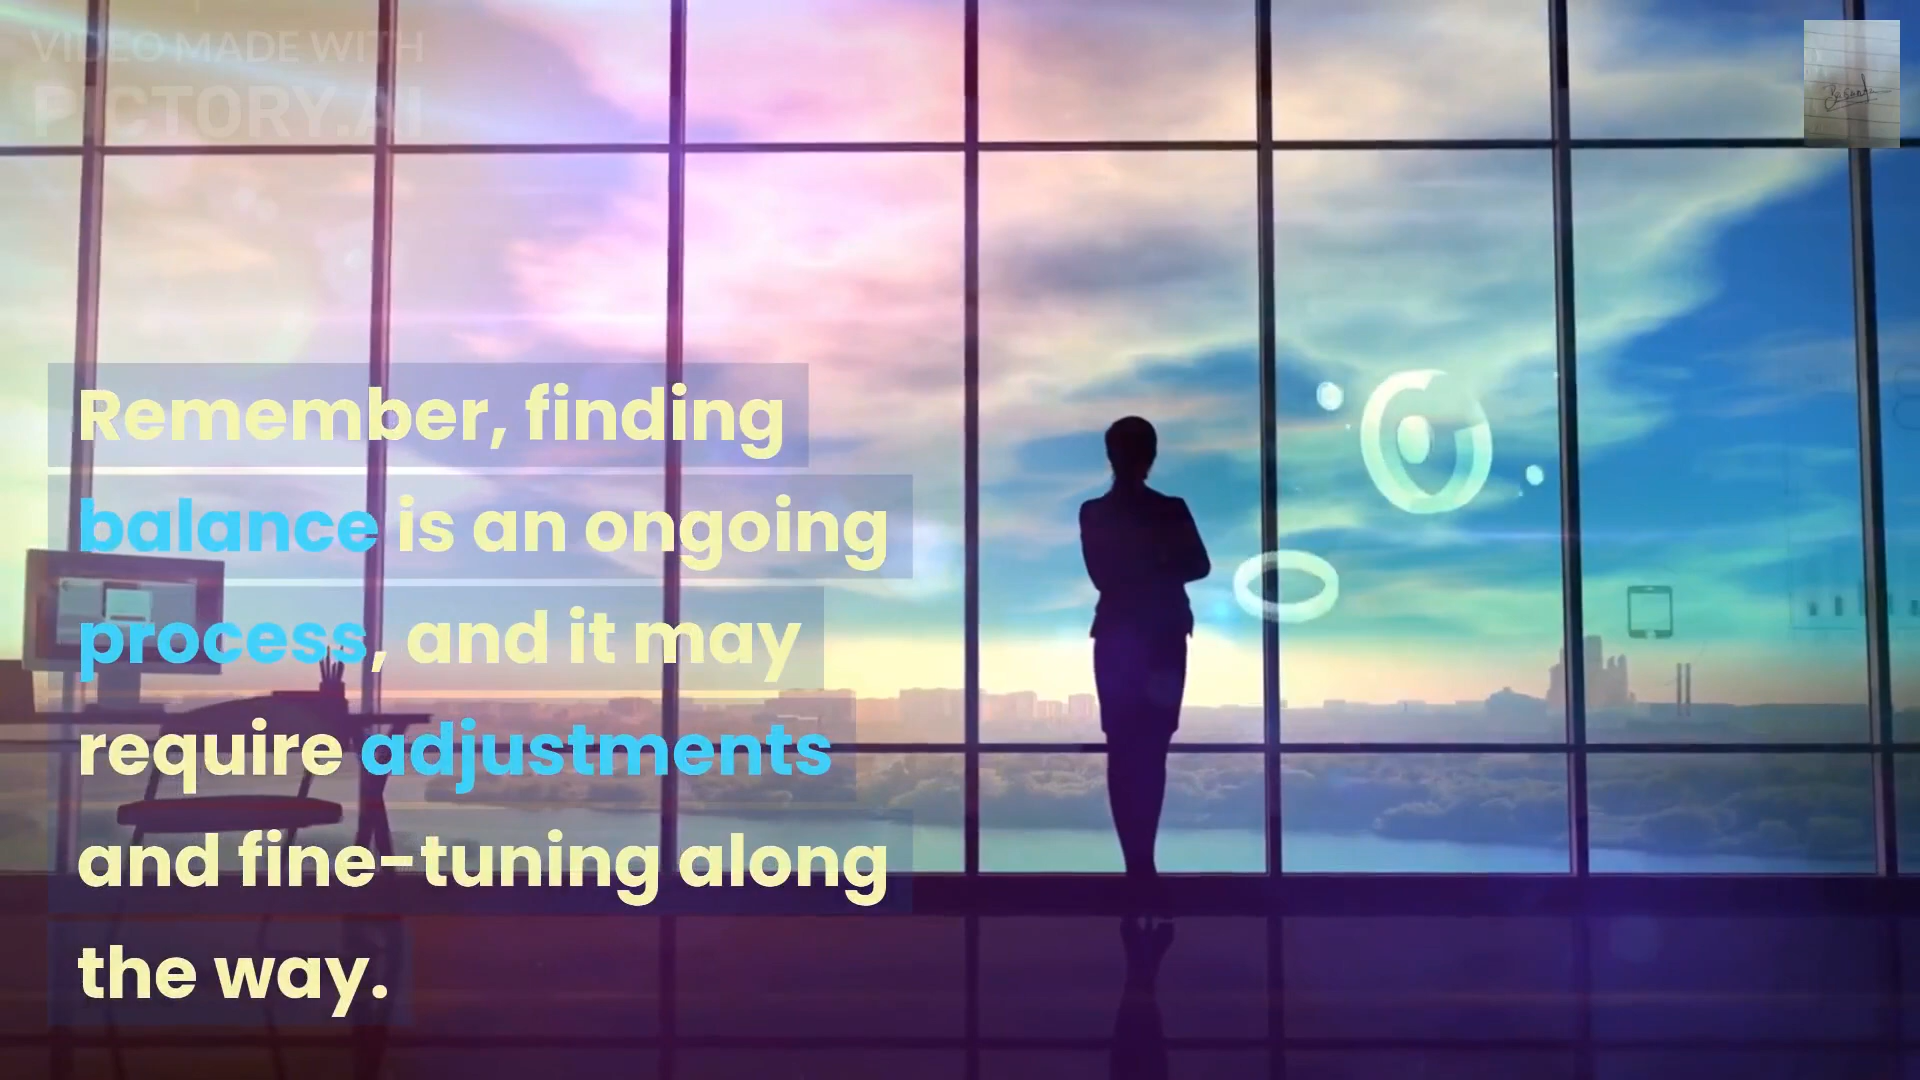 VIDEO MADE WITH
PICTORY.AI
Remember, finding
balance is an ongoing
process, and it may
require adjustments
and fine-tuning along
the way.